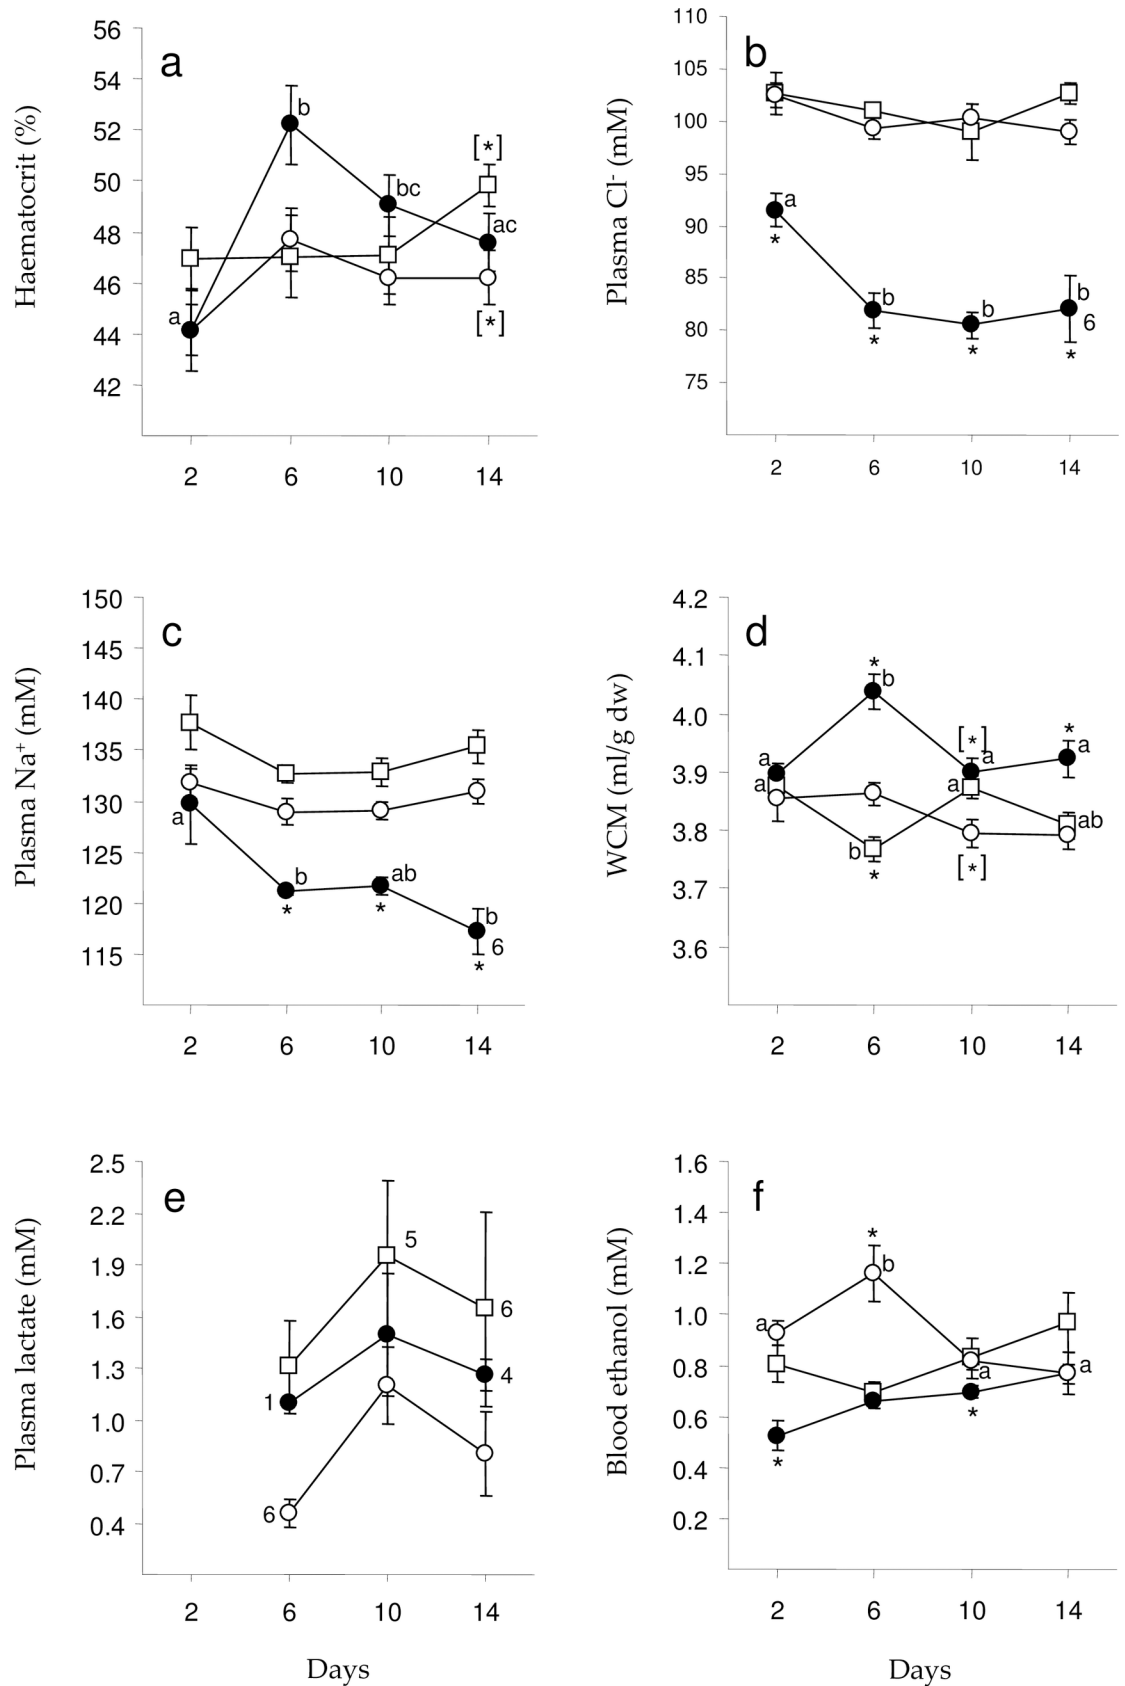 a
Haematocrit (%)
56
54
52
50
48
46
44
42
b
bc
[*]
ac
a
[*]
2 6 10 14
b
Plasma Cl- (mM)
110
105
100
95
90
85
80
75
a
*
b
*
b
*
b
6
*
2 6 10 14
c
Plasma Na+ (mM)
150
145
140
135
130
125
120
115
a
b
*
ab
*
b
6
*
2 6 10 14
d
WCM (ml/g dw)
4.2
4.1
4.0
3.9
3.8
3.7
3.6
*
b
a
a
[*]
a
a
*
a
ab
b
*
[*]
2 6 10 14
e
Plasma lactate (mM)
2.5
2.2
1.9
1.6
1.3
1.0
0.7
0.4
5
6
1
4
6
2 6 10 14
Days
f
Blood ethanol (mM)
1.6
1.4
1.2
1.0
0.8
0.6
0.4
0.2
*
b
a
a
a
*
*
2 6 10 14
Days